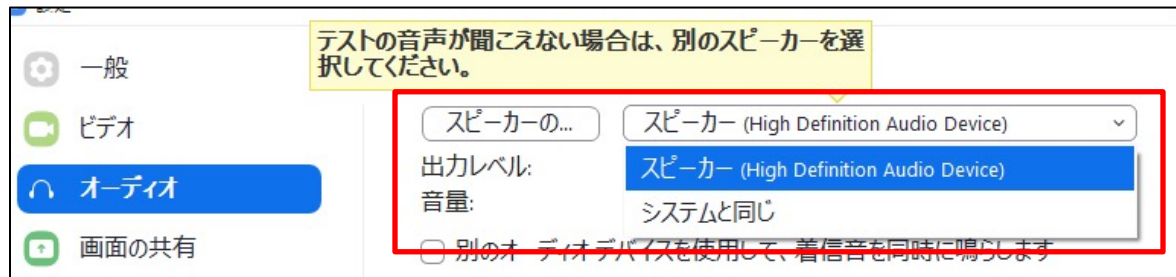 テストの音声が聞こえない場合は、別のスピーカーを選
択してください。
一般
ビデオ
オーディオ
画面の共有
スピーカーの...
スピーカー (High Definition Audio Device)
出力レベル:
スピーカー (High Definition Audio Device)
音量:
システムと同じ
別のオーディオ デバイスを使用して、着信音を同時に鳴らします